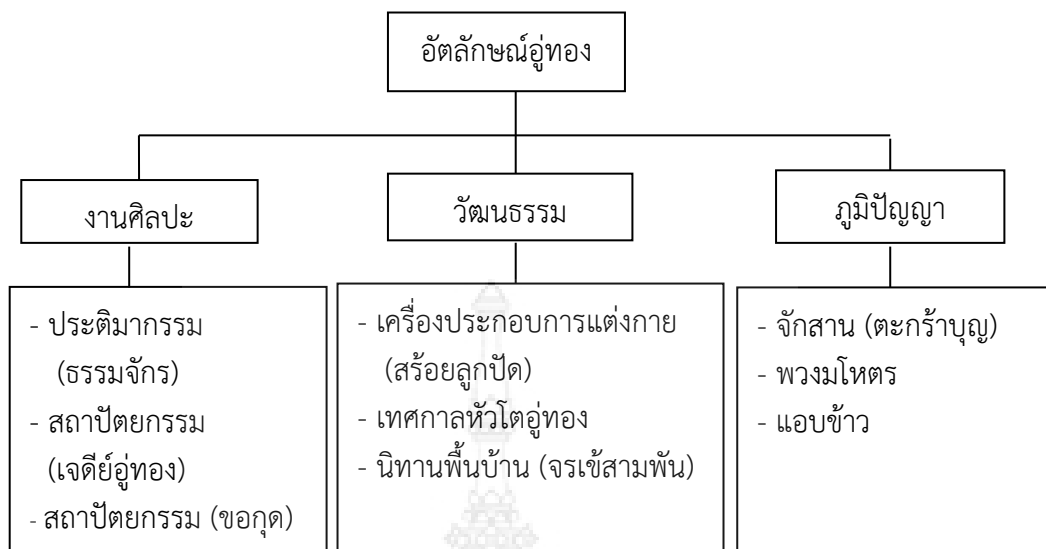 อัตลักษณ์อู่ทอง
งานศิลปะ
วัฒนธรรม
ภูมิปัญญา
- ประติมากรรม
(ธรรมจักร)
- สถาปัตยกรรม
(เจดีย์อู่ทอง)
- สถาปัตยกรรม (ขอกุด)
- เครื่องประกอบการแต่งกาย
(สร้อยลูกปัด)
- เทศกาลหัวโตอู่ทอง
- นิทานพื้นบ้าน (จรเข้สามพัน)
- จักสาน (ตะกร้าบุญ)
- พวงมโหตร
- แอบข้าว